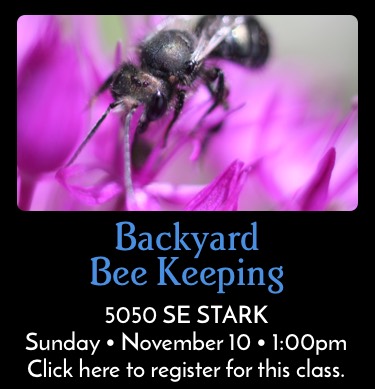 Backyard
Bee Keeping
5050 SE STARK
Sunday • November 10 • 1:00pm
Click here to register for this class.